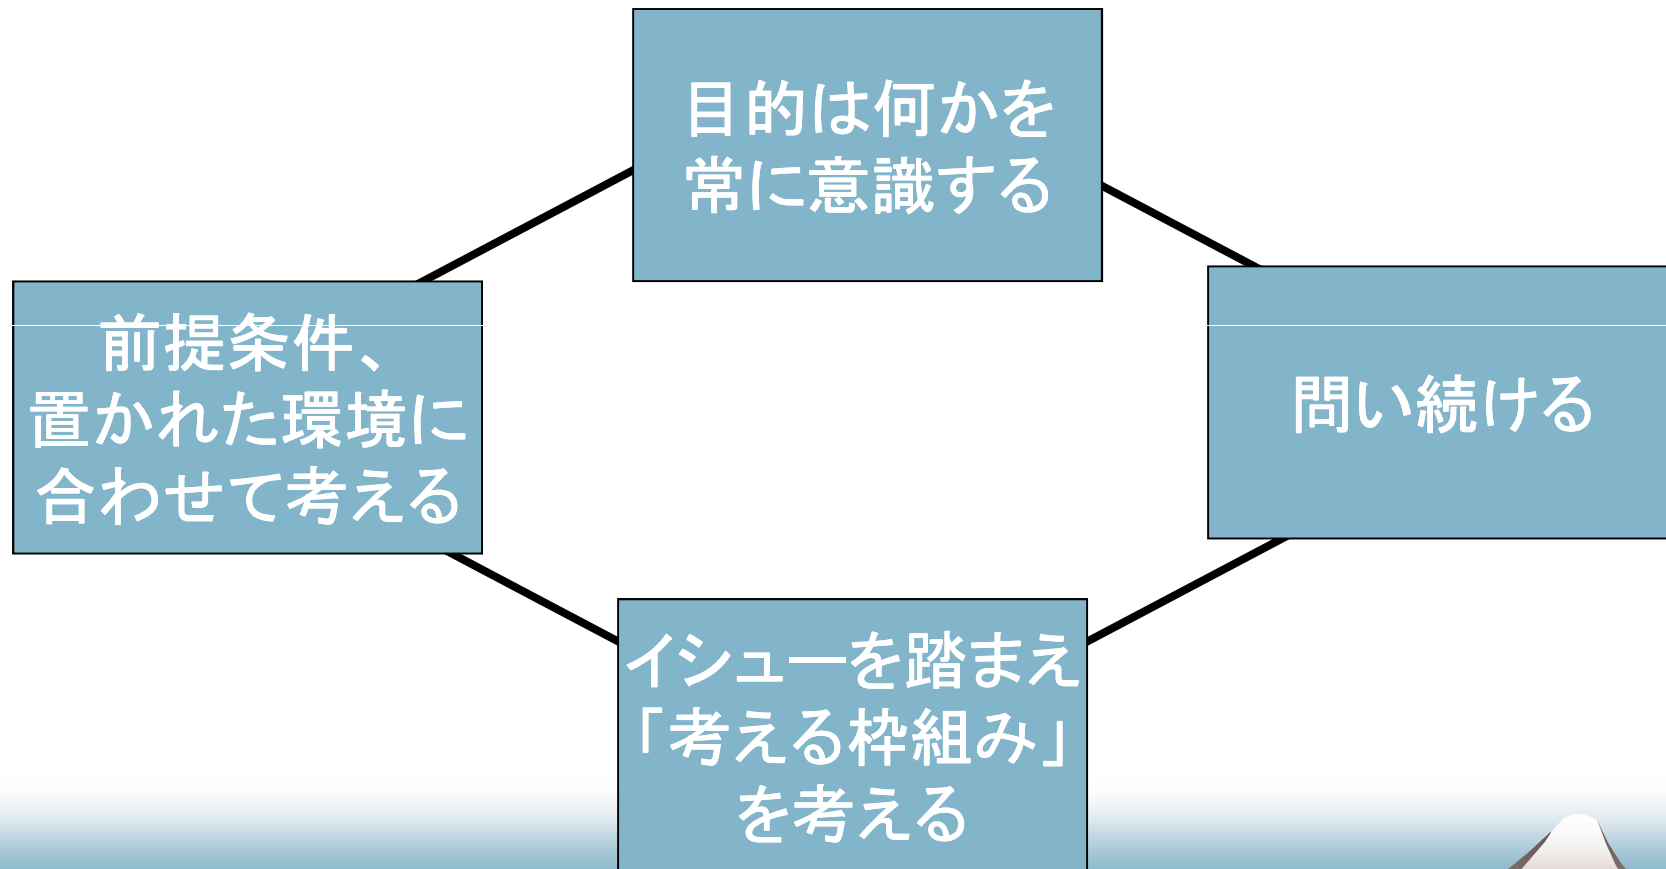 目的は何かを
常に意識する
前提条件、
置かれた環境に
合わせて考える
問い続ける
イシューを踏まえ
「考える枠組み」
を考える